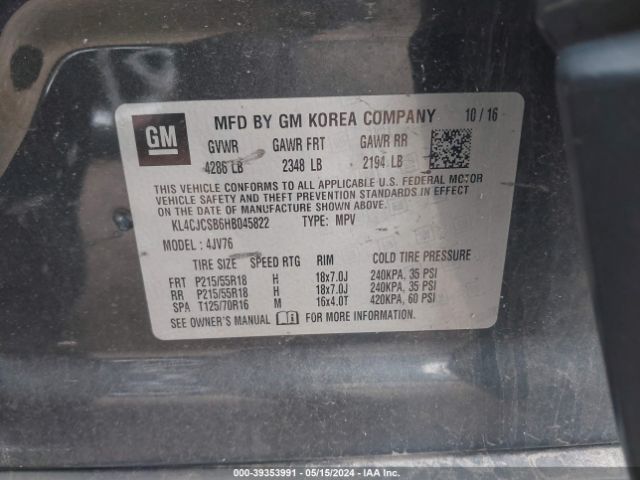 GM
MFD BY GM KOREA COMPANY 10 / 16
GVWR GAWR FRT GAWR RR
4286 LB 2348 LB 2194 LB
THIS VEHICLE CONFORMS TO ALL APPLICABLE U.S. FEDERAL MOTOR
VEHICLE SAFETY AND THEFT PREVENTION STANDARDS IN EFFECT
ON THE DATE OF MANUFACTURE SHOWN ABOVE.
KL4CJCSB6HB045822 TYPE: MPV
MODEL : 4JV76
TIRE SIZE SPEED RTG RIM COLD TIRE PRESSURE
FRT P215/55R18 H 18x7.0J 240KPA, 35 PSI
RR P215/55R18 H 18x7.0J 240KPA, 35 PSI
SPA T125/70R16 M 16x4.0T 420KPA, 60 PSI
SEE OWNER'S MANUAL FOR MORE INFORMATION.
00-39353991 - 05/15/2024 - IAAI, Inc.